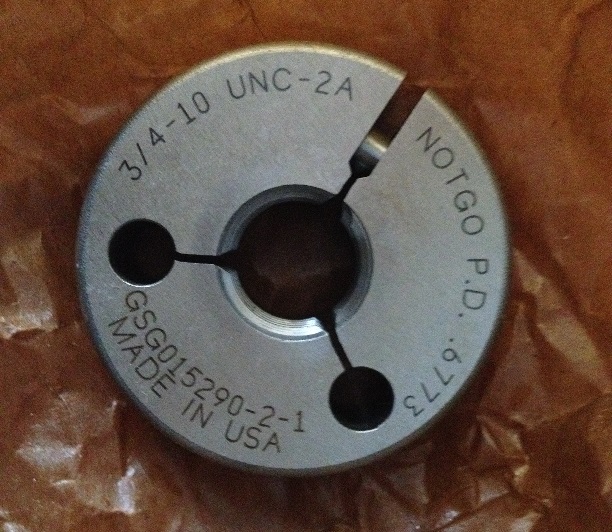 3/4-10 UNC-2A
NOTGO P.D. .6773
GSG015290-2-1
MADE IN USA